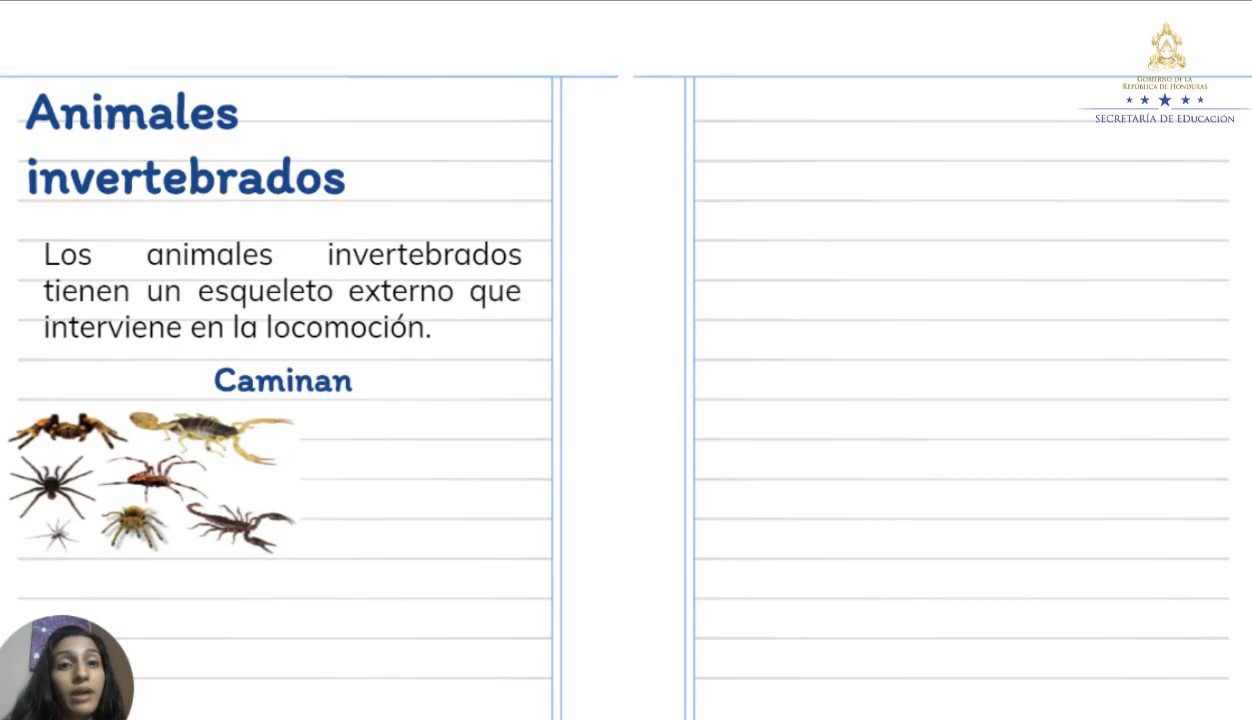 GOBIERNO DE LA
REPÚBLICA DE HONDURAS
SECRETARÍA DE EDUCACIÓN
Animales
invertebrados
Los animales invertebrados
tienen un esqueleto externo que
interviene en la locomoción.
Caminan